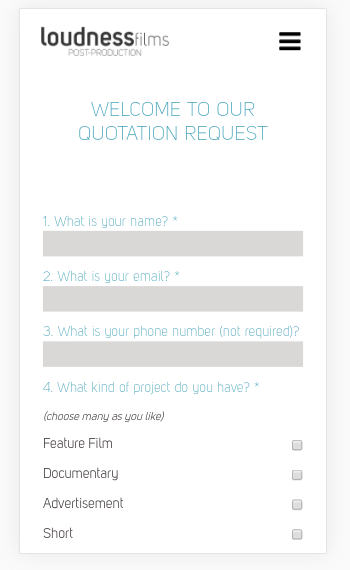 loudnessfilms
POST-PRODUCTION
WELCOME TO OUR
QUOTATION REQUEST
1. What is your name? *
2. What is your email? *
3. What is your phone number (not required)?
4. What kind of project do you have? *
(choose many as you like)
Feature Film
Documentary
Advertisement
Short